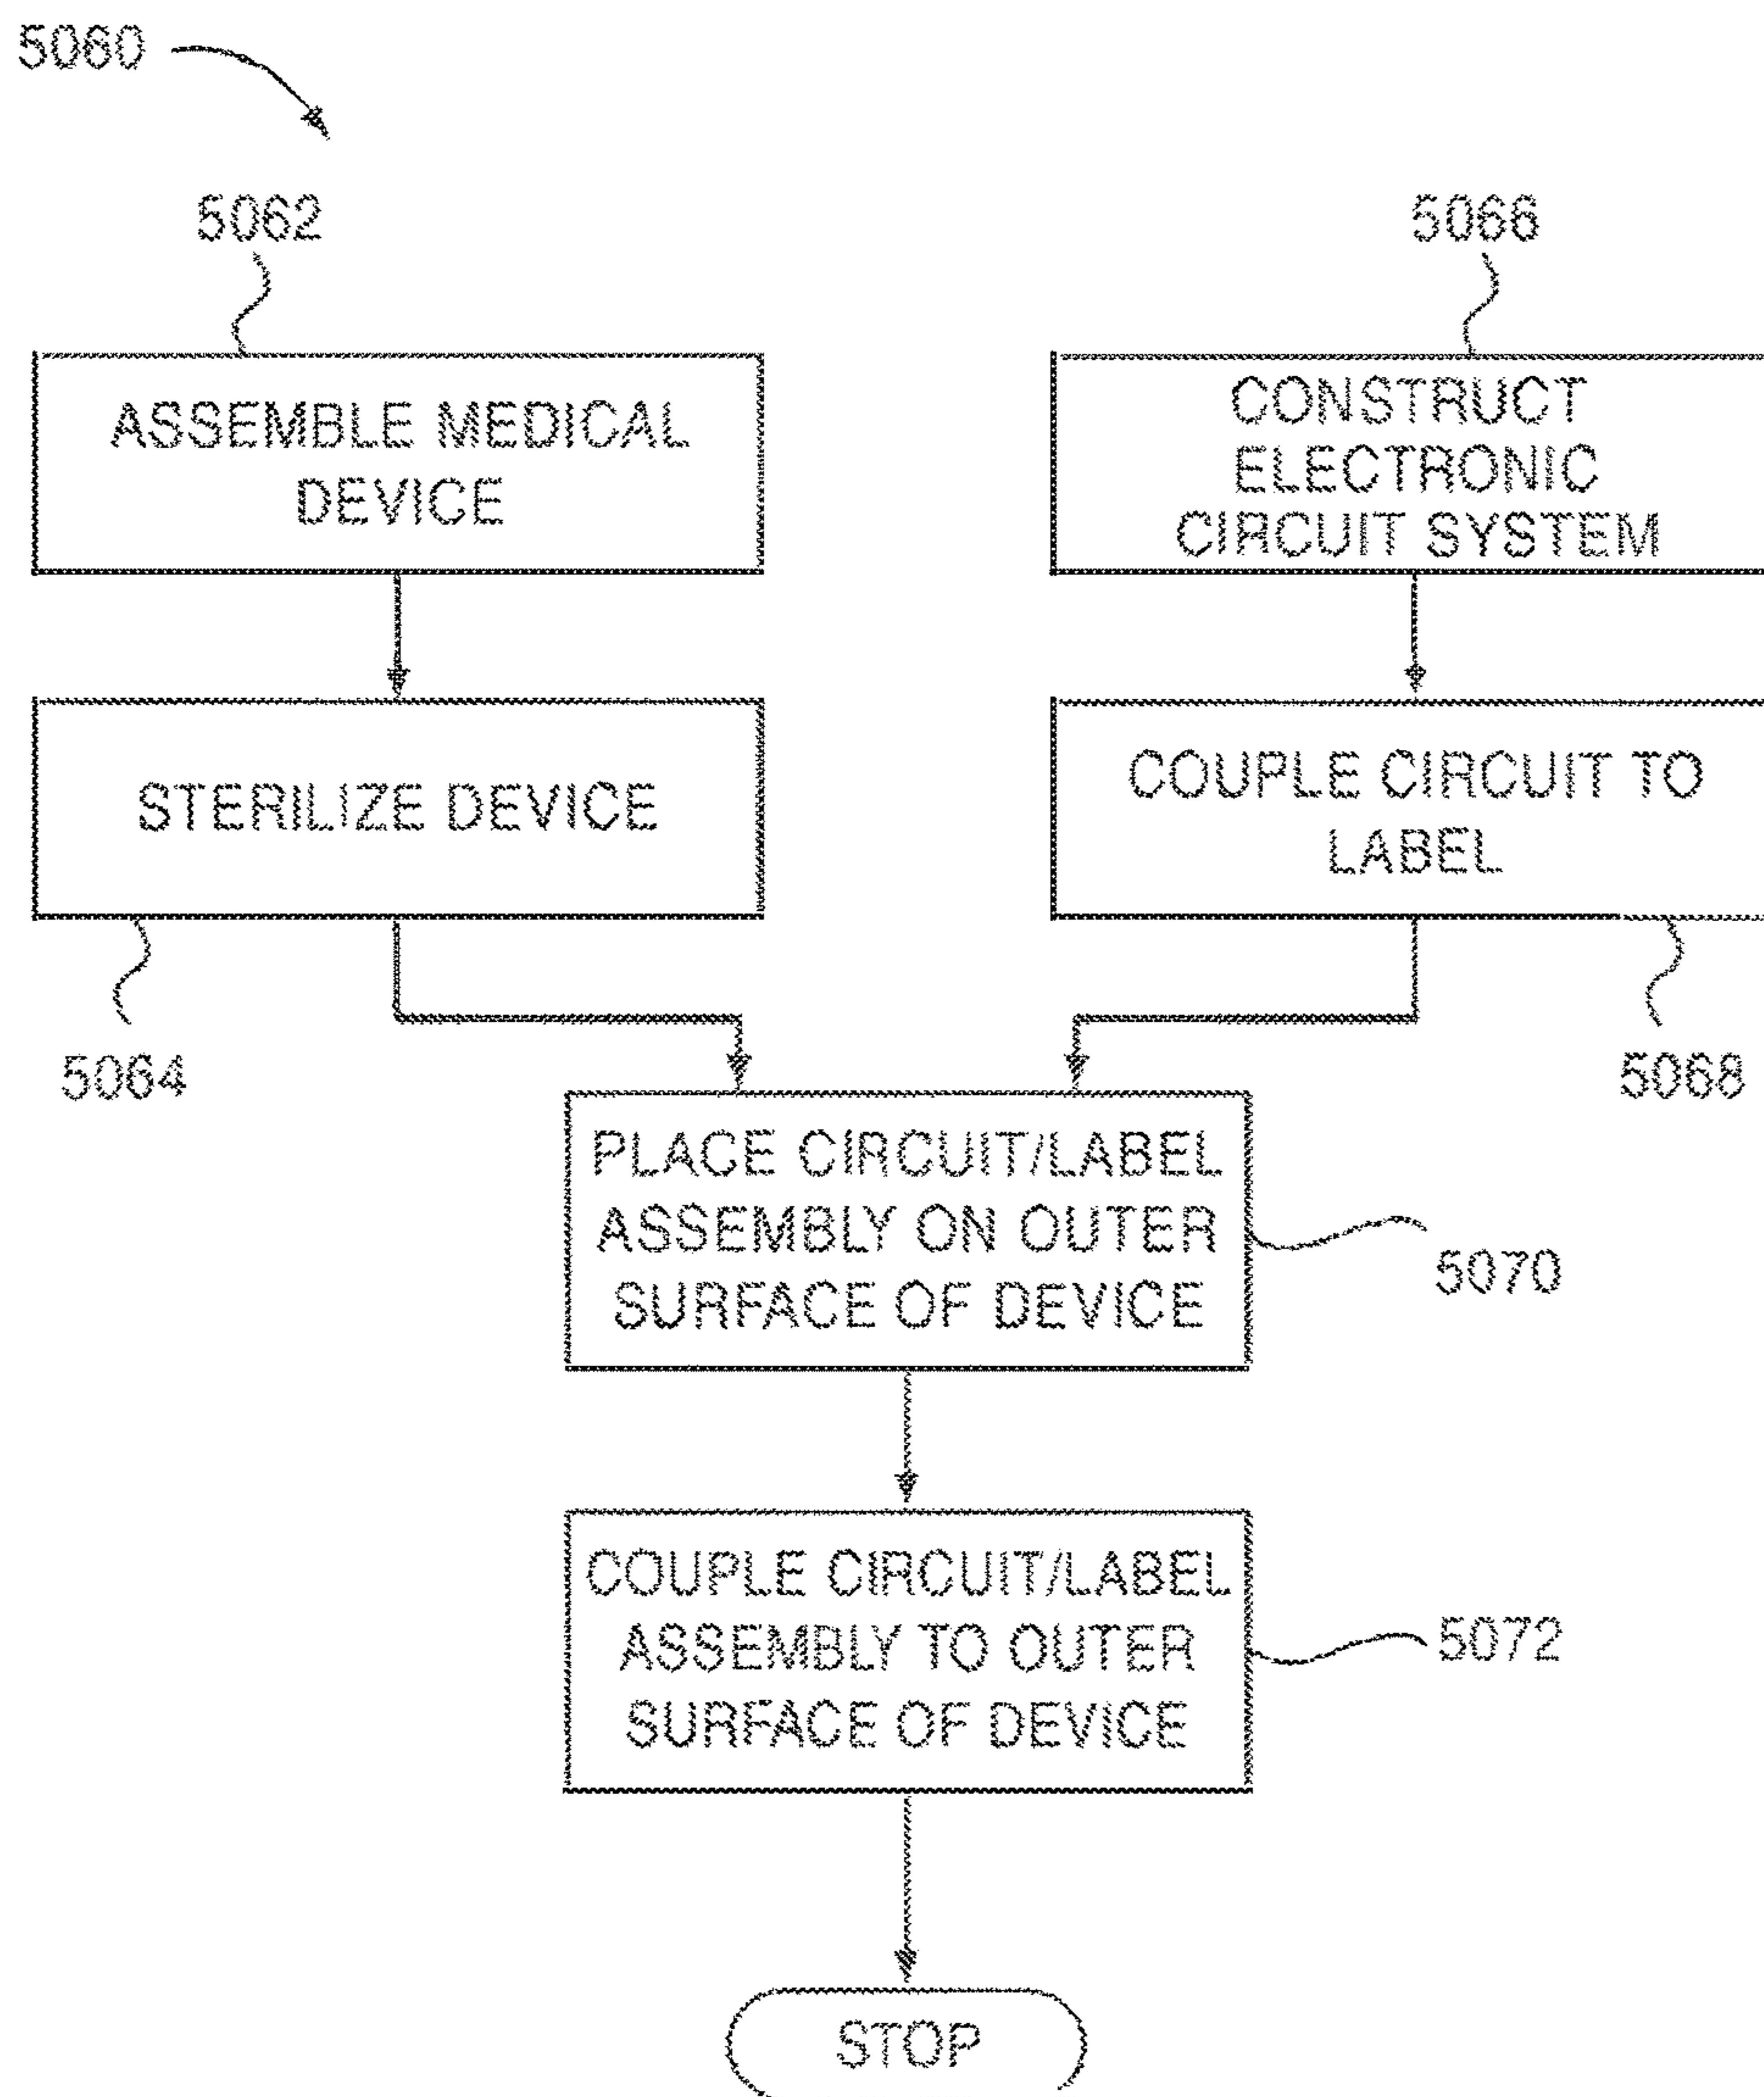 5060
5062
5066
ASSEMBLE MEDICAL
DEVICE
CONSTRUCT
ELECTRONIC
CIRCUIT SYSTEM
STERILIZE DEVICE
COUPLE CIRCUIT TO
LABEL
5064
5068
PLACE CIRCUIT/LABEL
ASSEMBLY ON OUTER
SURFACE OF DEVICE
5070
COUPLE CIRCUIT/LABEL
ASSEMBLY TO OUTER
SURFACE OF DEVICE
5072
STOP